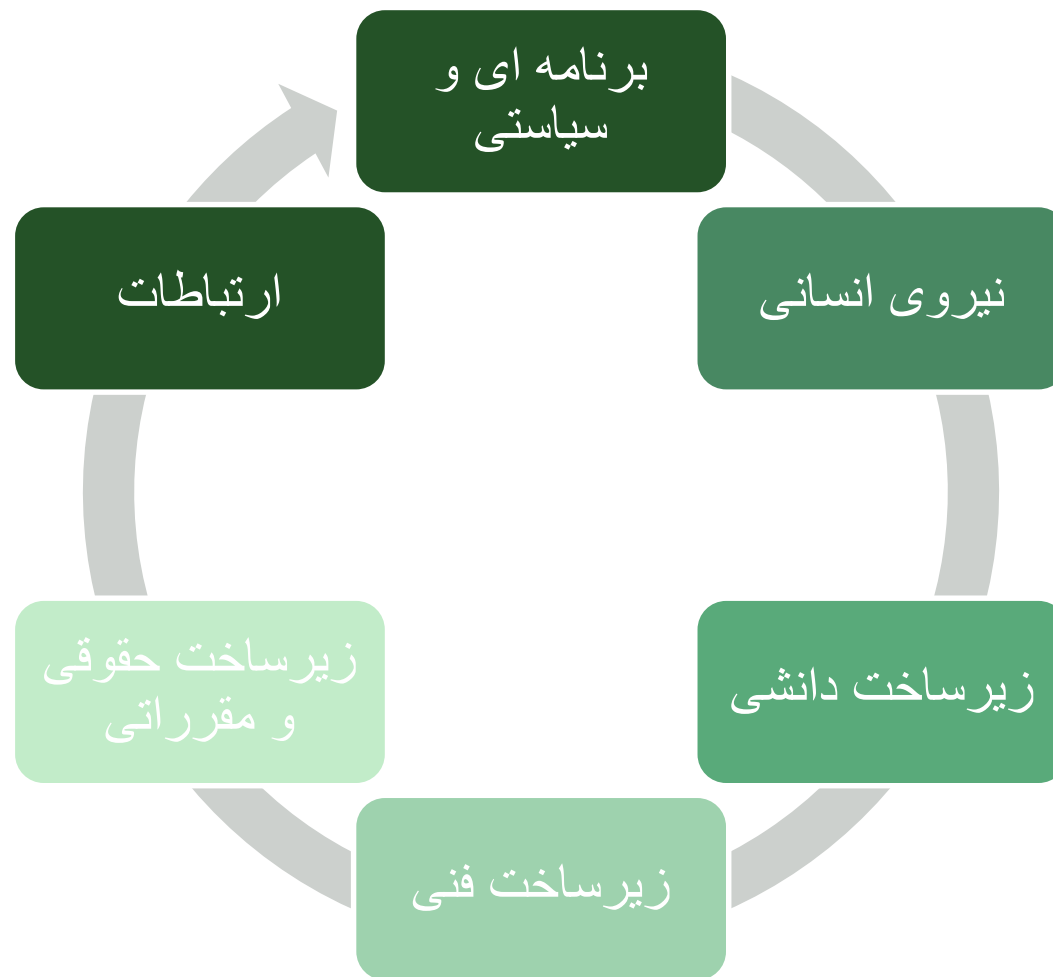 برنامه ای و
سیاستی
نیروی انسانی
زیرساخت دانشی
زیرساخت فنی
زیرساخت حقوقی
و مقرراتی
ارتباطات